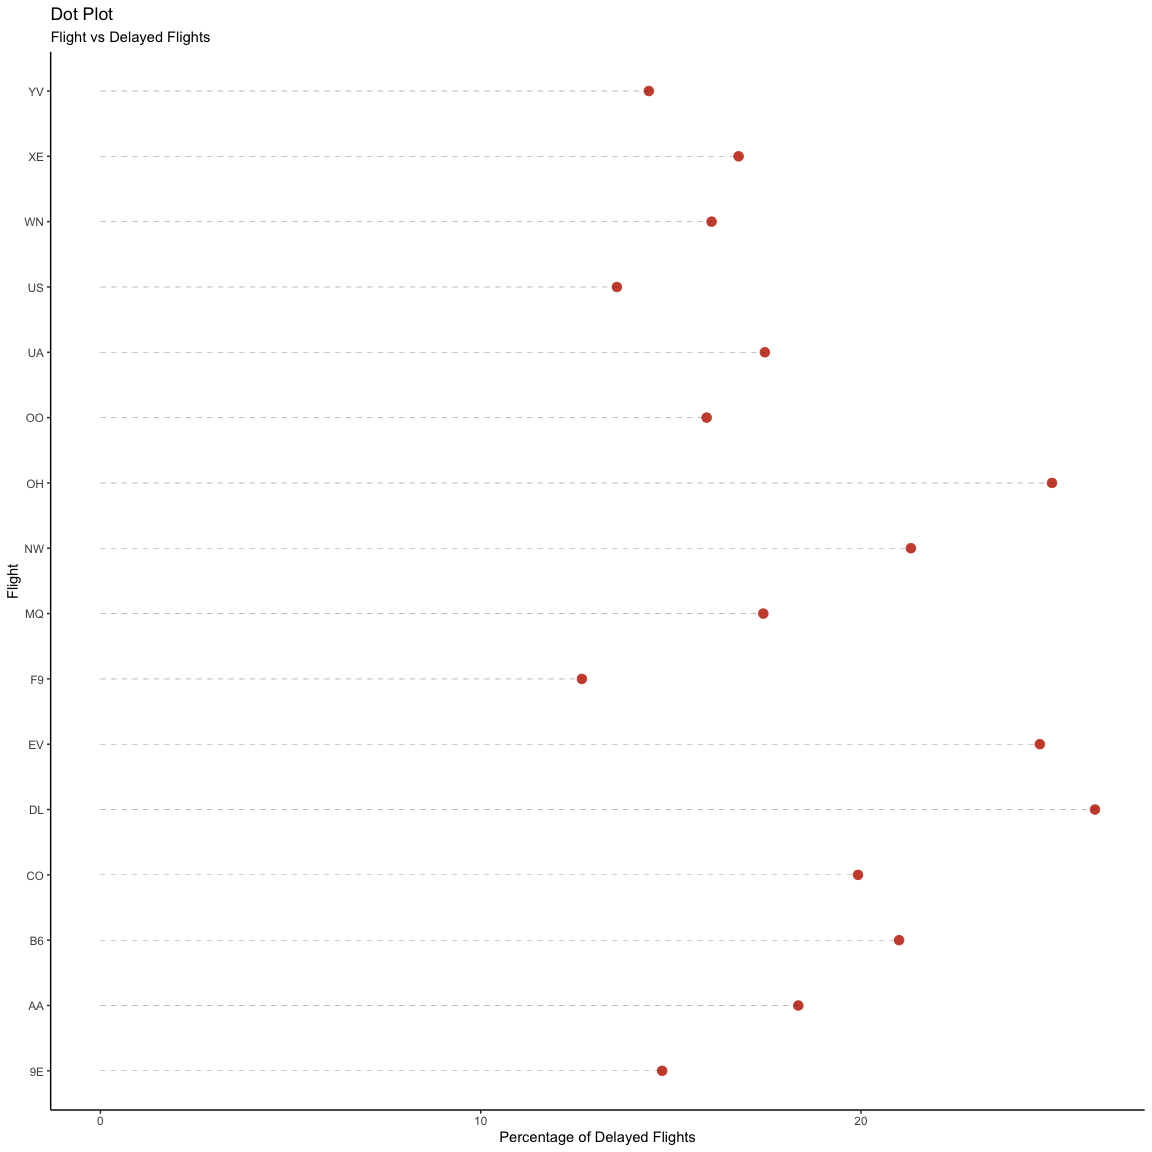 Dot Plot
Flight vs Delayed Flights
YV
XE
WN
US
UA
OO
OH
NW
Flight
MQ
F9
EV
DL
CO
B6
AA
9E
0 10 20
Percentage of Delayed Flights